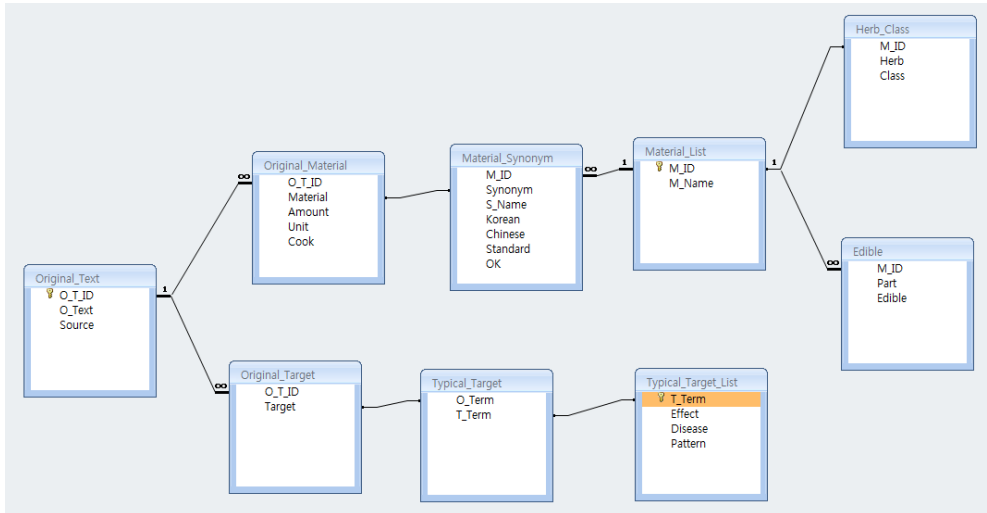 Herb_Class
M_ID
Herb
Class
Original_Material
O_T_ID
Material
Amount
Unit
Cook
Material_Synonym
M_ID
Synonym
S_Name
Korean
Chinese
Standard
OK
Material_List
M_ID
M_Name
Edible
M_ID
Part
Edible
Original_Text
O_T_ID
O_Text
Source
Original_Target
O_T_ID
Target
Typical_Target
O_Term
T_Term
Typical_Target_List
T_Term
Effect
Disease
Pattern
1
∞
∞
∞
1
1
∞